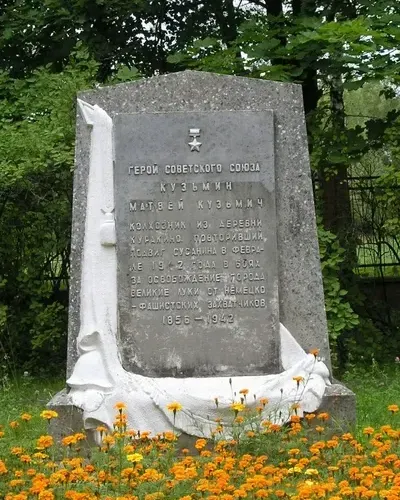 ГЕРОЙ СОВЕТСКОГО СОЮЗА
КУЗЬМИН
МАТВЕЙ КУЗЬМИЧ
КОЛХОЗНИК ИЗ ДЕРЕВНИ
КУРАКИНО ПОВТОРИВШИЙ
ПОДВИГ СУСАНИНА В ФЕВРА-
ЛЕ 1942 ГОДА В БОЯХ
ЗА ОСВОБОЖДЕНИЕ ГОРОДА
ВЕЛИКИЕ ЛУКИ ОТ НЕМЕЦКО
-ФАШИСТСКИХ ЗАХВАТЧИКОВ
1856-1942